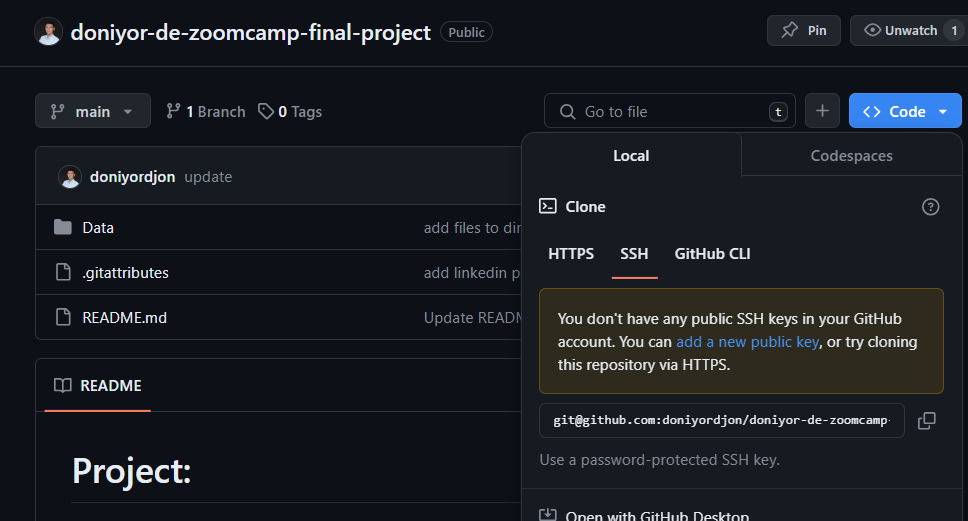 doniyor-de-zoomcamp-final-project Public Pin Unwatch 1
main 1 Branch 0 Tags Go to file t Code
Local Codespaces
doniyordjon update
Clone
Data add files to dir
HTTPS SSH GitHub CLI
.gitattributes add linkedin p
README.md Update READM
You don't have any public SSH keys in your GitHub
account. You can add a new public key, or try cloning
this repository via HTTPS.
README
git@github.com:doniyordjon/doniyor-de-zoomcamp-
Use a password-protected SSH key.
Project:
Open with GitHub Desktop